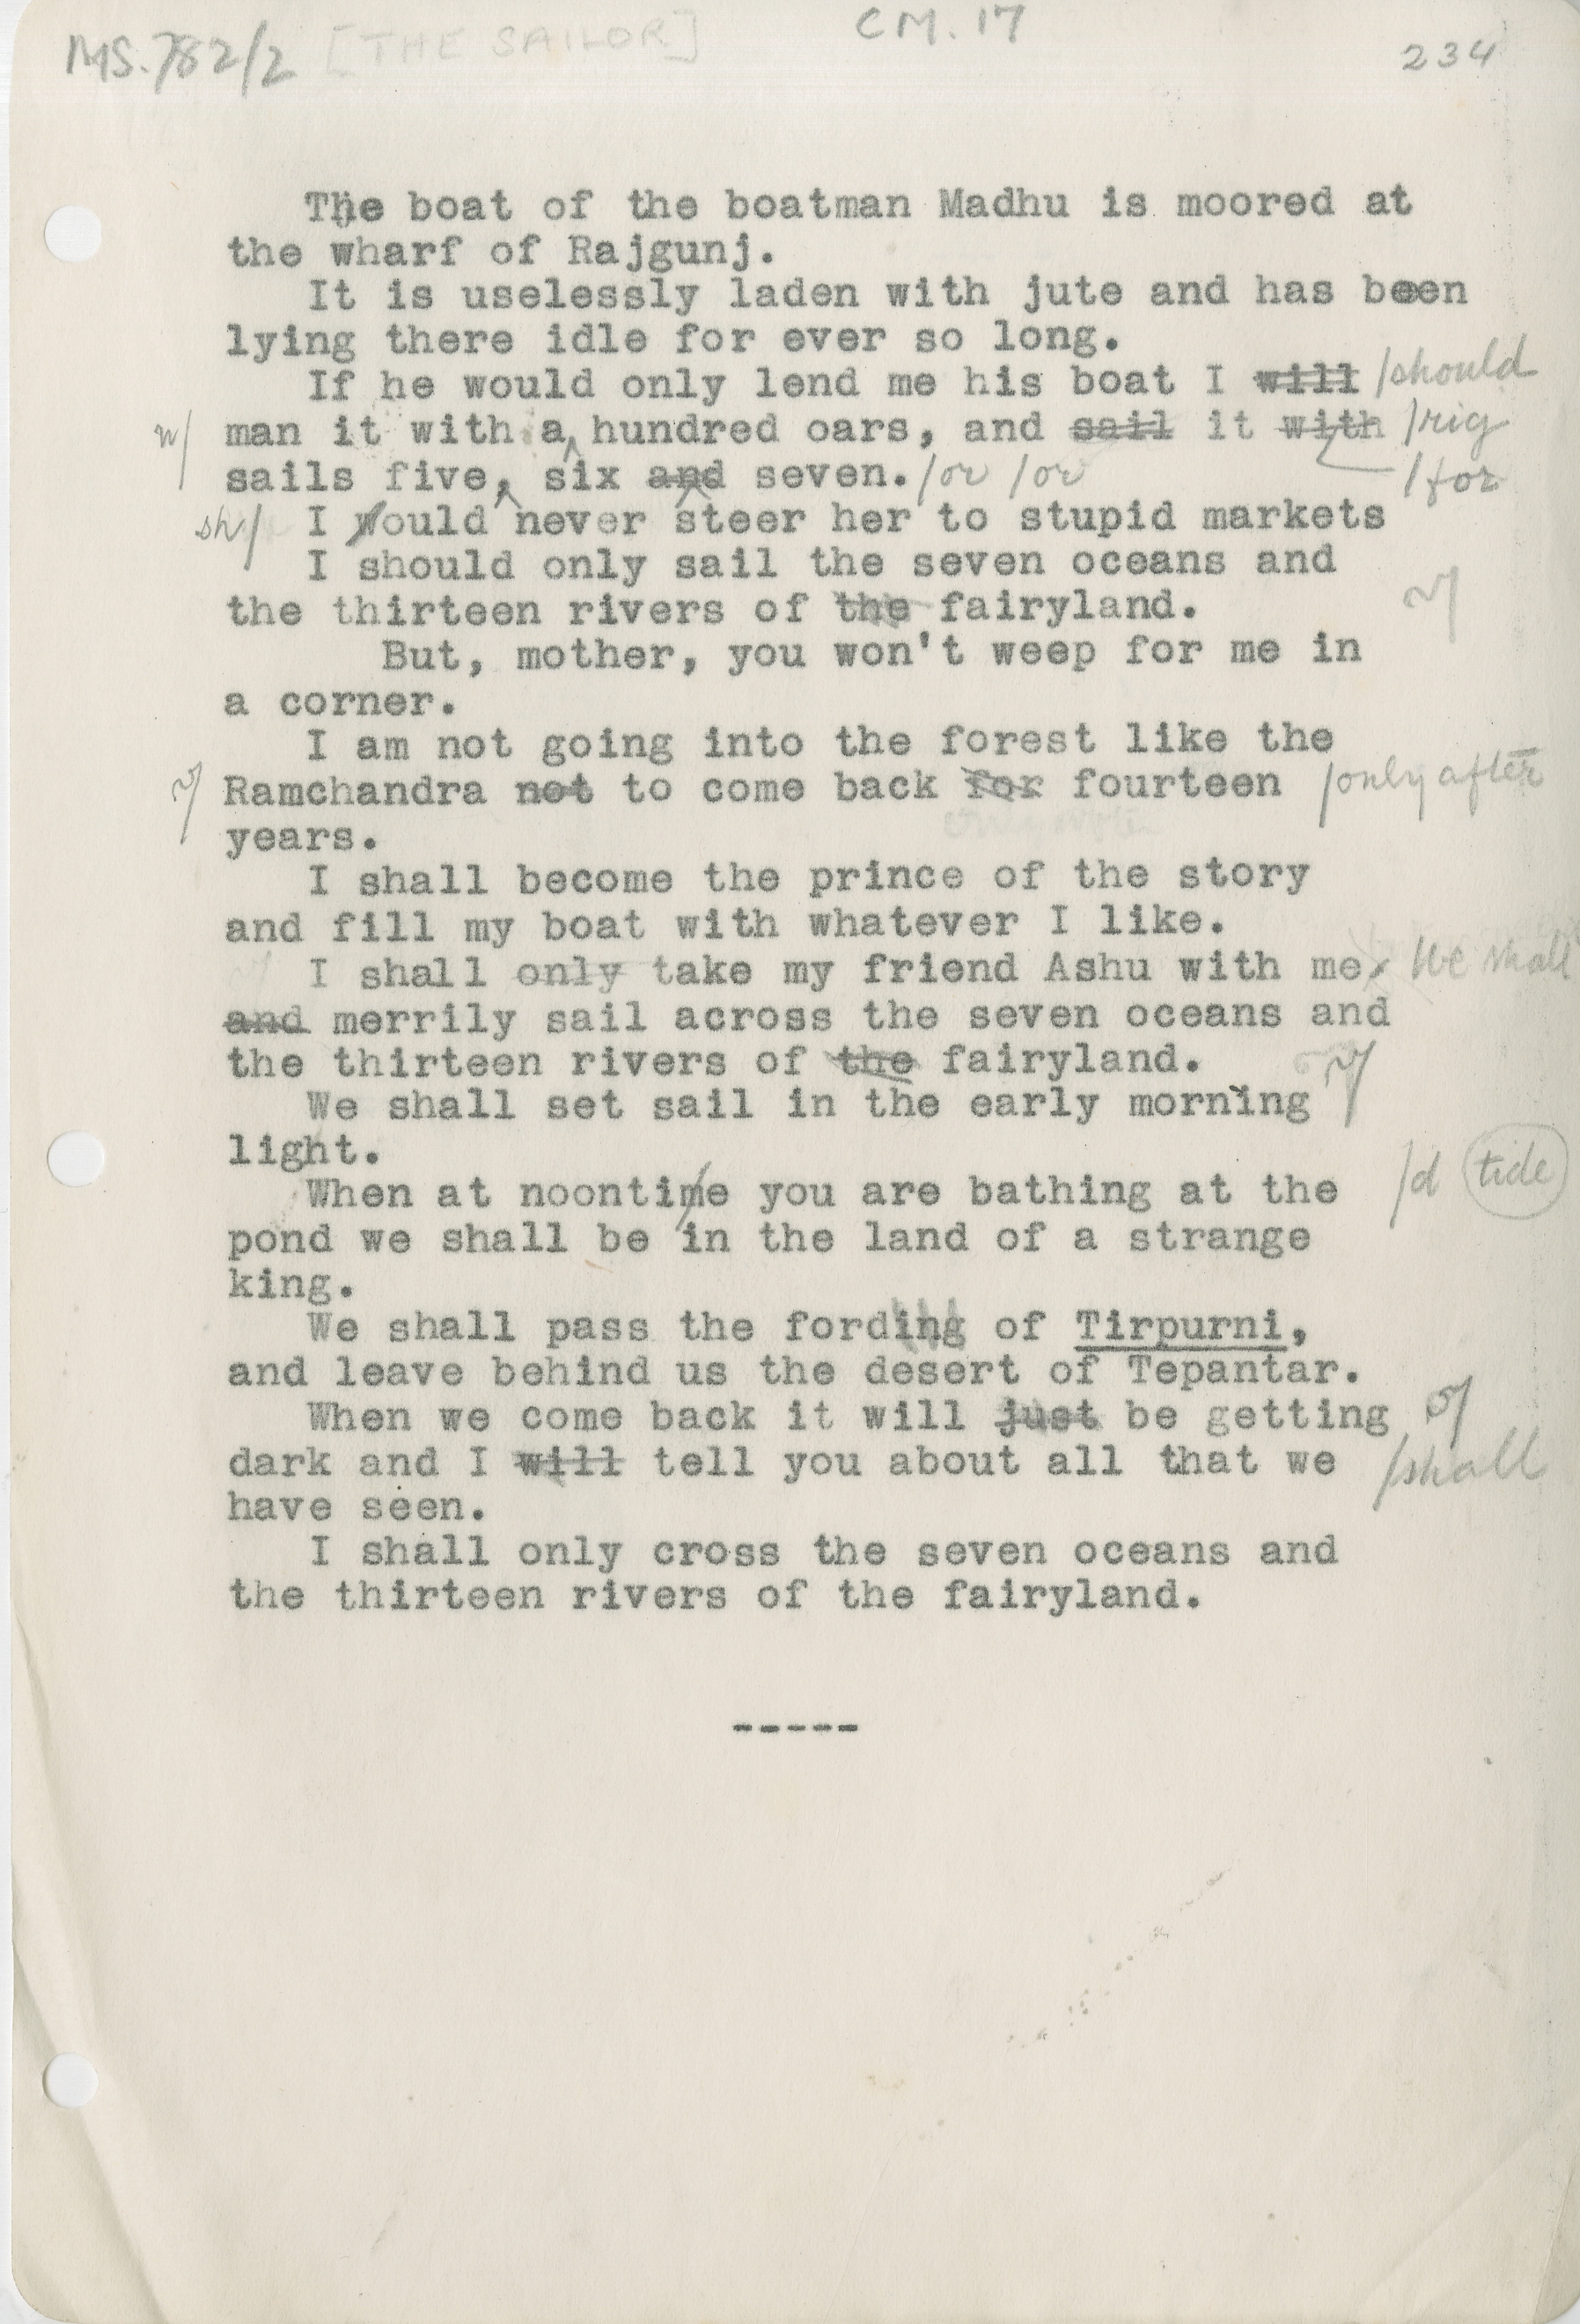 MS. 782/2 [THE SAILOR] CM. 17 234
The boat of the boatman Madhu is moored at
the wharf of Rajgunj.
It is uselessly laden with jute and has been
lying there idle for ever so long.
If he would only lend me his boat I will /should
n/ man it with a hundred oars, and sail it with /rig
sails five, six and seven. /or /or /for
sh/ I would never steer her to stupid markets
I should only sail the seven oceans and
the thirteen rivers of the fairyland.
But, mother, you won't weep for me in
a corner.
I am not going into the forest like the
Ramchandra not to come back for fourteen /only after
years.
I shall become the prince of the story
and fill my boat with whatever I like.
I shall only take my friend Ashu with me. We shall
and merrily sail across the seven oceans and
the thirteen rivers of the fairyland.
We shall set sail in the early morning
light.
When at noontime you are bathing at the /d tide
pond we shall be in the land of a strange
king.
We shall pass the fording of Tirpurni,
and leave behind us the desert of Tepantar.
When we come back it will just be getting
dark and I will tell you about all that we /shall
have seen.
I shall only cross the seven oceans and
the thirteen rivers of the fairyland.
-----